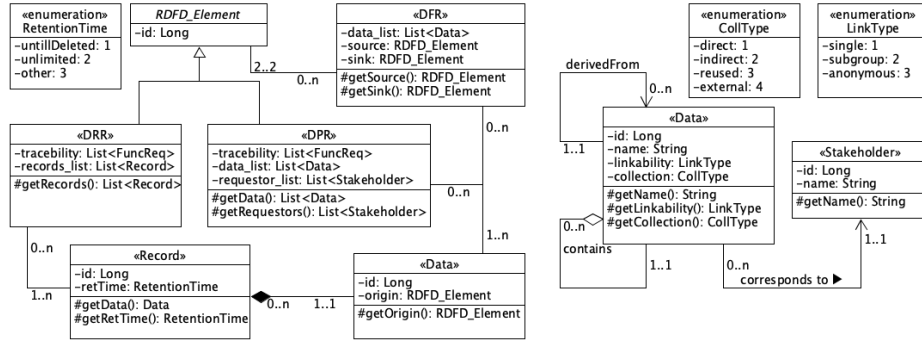 «enumeration»
RetentionTime
-untillDeleted: 1
-unlimited: 2
-other: 3
RDFD_Element
-id: Long
«DFR»
-data_list: List<Data>
-source: RDFD_Element
-sink: RDFD_Element
#getSource(): RDFD_Element
#getSink(): RDFD_Element
2..2
0..n
«DRR»
-tracebility: List<FuncReq>
-records_list: List<Record>
#getRecords(): List<Record>
«DPR»
-tracebility: List<FuncReq>
-data_list: List<Data>
-requestor_list: List<Stakeholder>
#getData(): List<Data>
#getRequestors(): List<Stakeholder>
0..n
0..n
0..n
1..n
1..n
«Record»
-id: Long
-retTime: RetentionTime
#getData(): Data
#getRetTime(): RetentionTime
0..n
1..1
«Data»
-id: Long
-origin: RDFD_Element
#getOrigin(): RDFD_Element
«enumeration»
CollType
-direct: 1
-indirect: 2
-reused: 3
-external: 4
«enumeration»
LinkType
-single: 1
-subgroup: 2
-anonymous: 3
derivedFrom
0..n
1..1
«Data»
-id: Long
-name: String
-linkability: LinkType
-collection: CollType
#getName(): String
#getLinkability(): LinkType
#getCollection(): CollType
«Stakeholder»
-id: Long
-name: String
#getName(): String
0..n
contains
1..1
0..n
1..1
corresponds to ▶